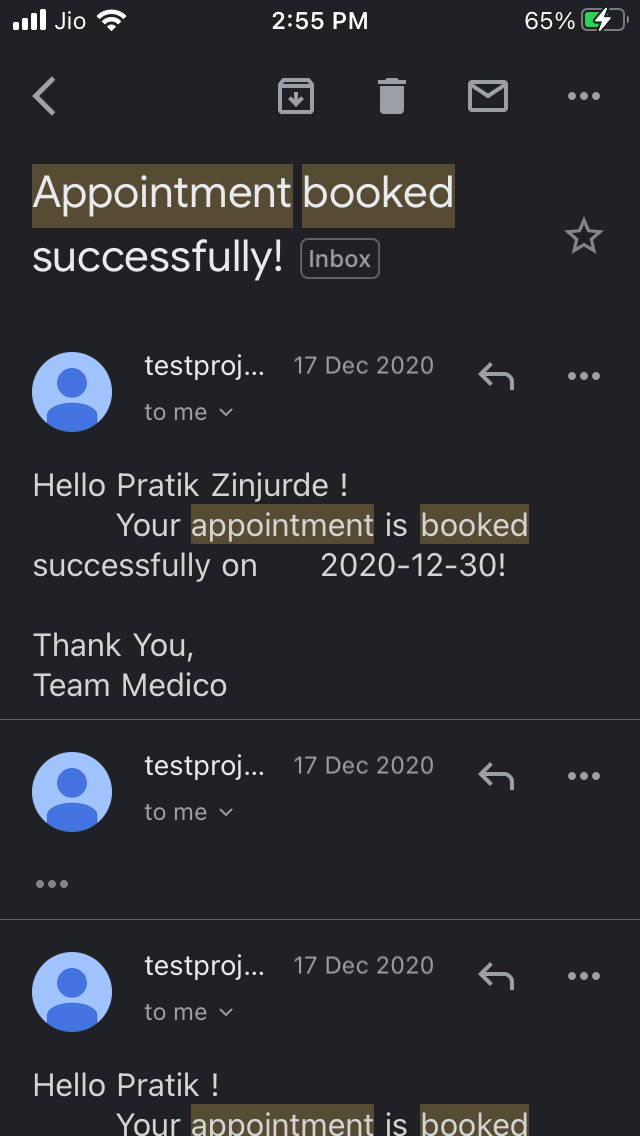 Jio 2:55 PM 65%
Appointment booked
successfully! Inbox
testproj... 17 Dec 2020
to me
Hello Pratik Zinjurde !
Your appointment is booked
successfully on 2020-12-30!
Thank You,
Team Medico
testproj... 17 Dec 2020
to me
testproj... 17 Dec 2020
to me
Hello Pratik !
Your appointment is booked